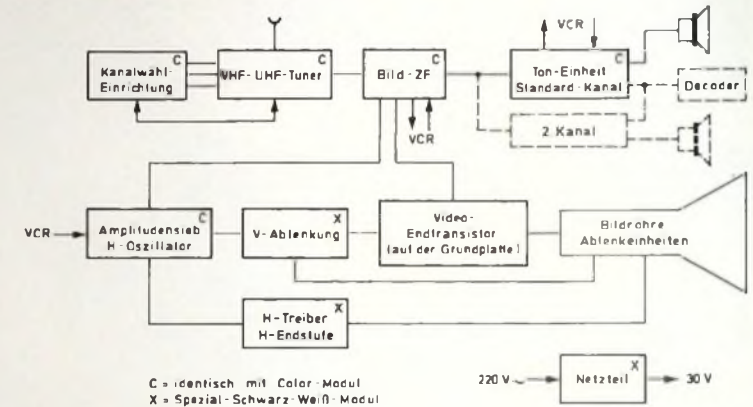 VCR
C
Kanalwähl-
Einrichtung
C
VHF-UHF-Tuner
C
Bild-ZF
C
Ton-Einheit
Standard-Kanal
Decoder
2. Kanal
VCR
VCR
C
Amplitudensieb
H-Oszillator
X
V-Ablenkung
Video-
Endtransistor
(auf der Grundplatte)
Bildröhre
Ablenkeinheiten
X
H-Treiber
H-Endstufe
C = identisch mit Color-Modul
X = Spezial-Schwarz-Weiß-Modul
220 V~
X
Netzteil
30 V